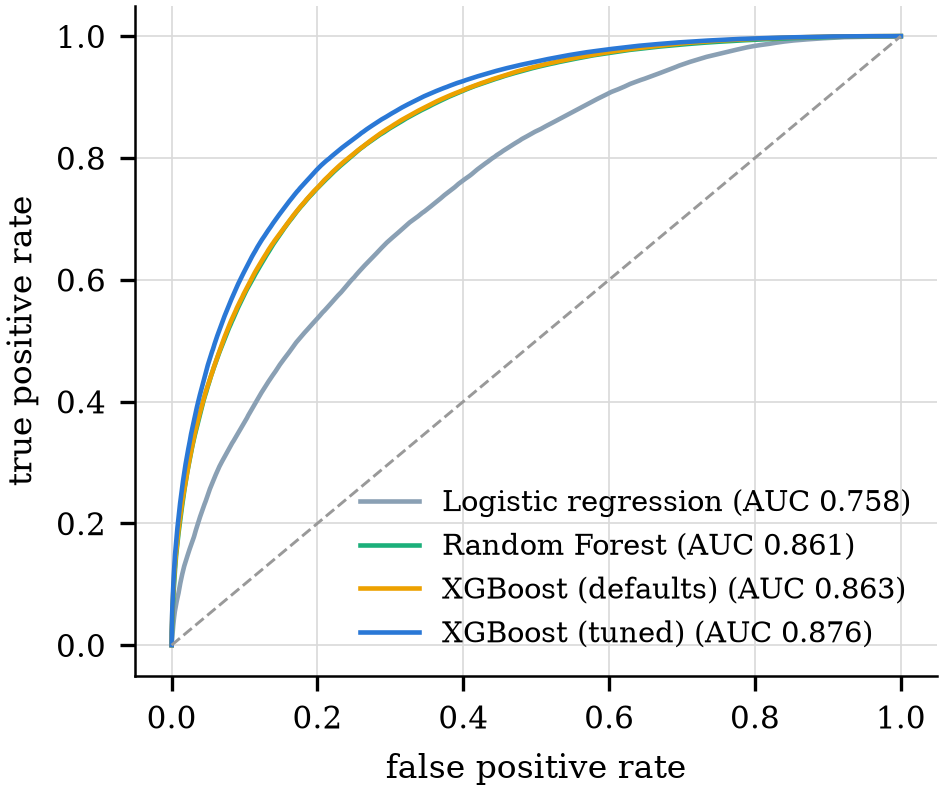 1.0
0.8
0.6
0.4
0.2
0.0
true positive rate
Logistic regression (AUC 0.758)
Random Forest (AUC 0.861)
XGBoost (defaults) (AUC 0.863)
XGBoost (tuned) (AUC 0.876)
0.0 0.2 0.4 0.6 0.8 1.0
false positive rate